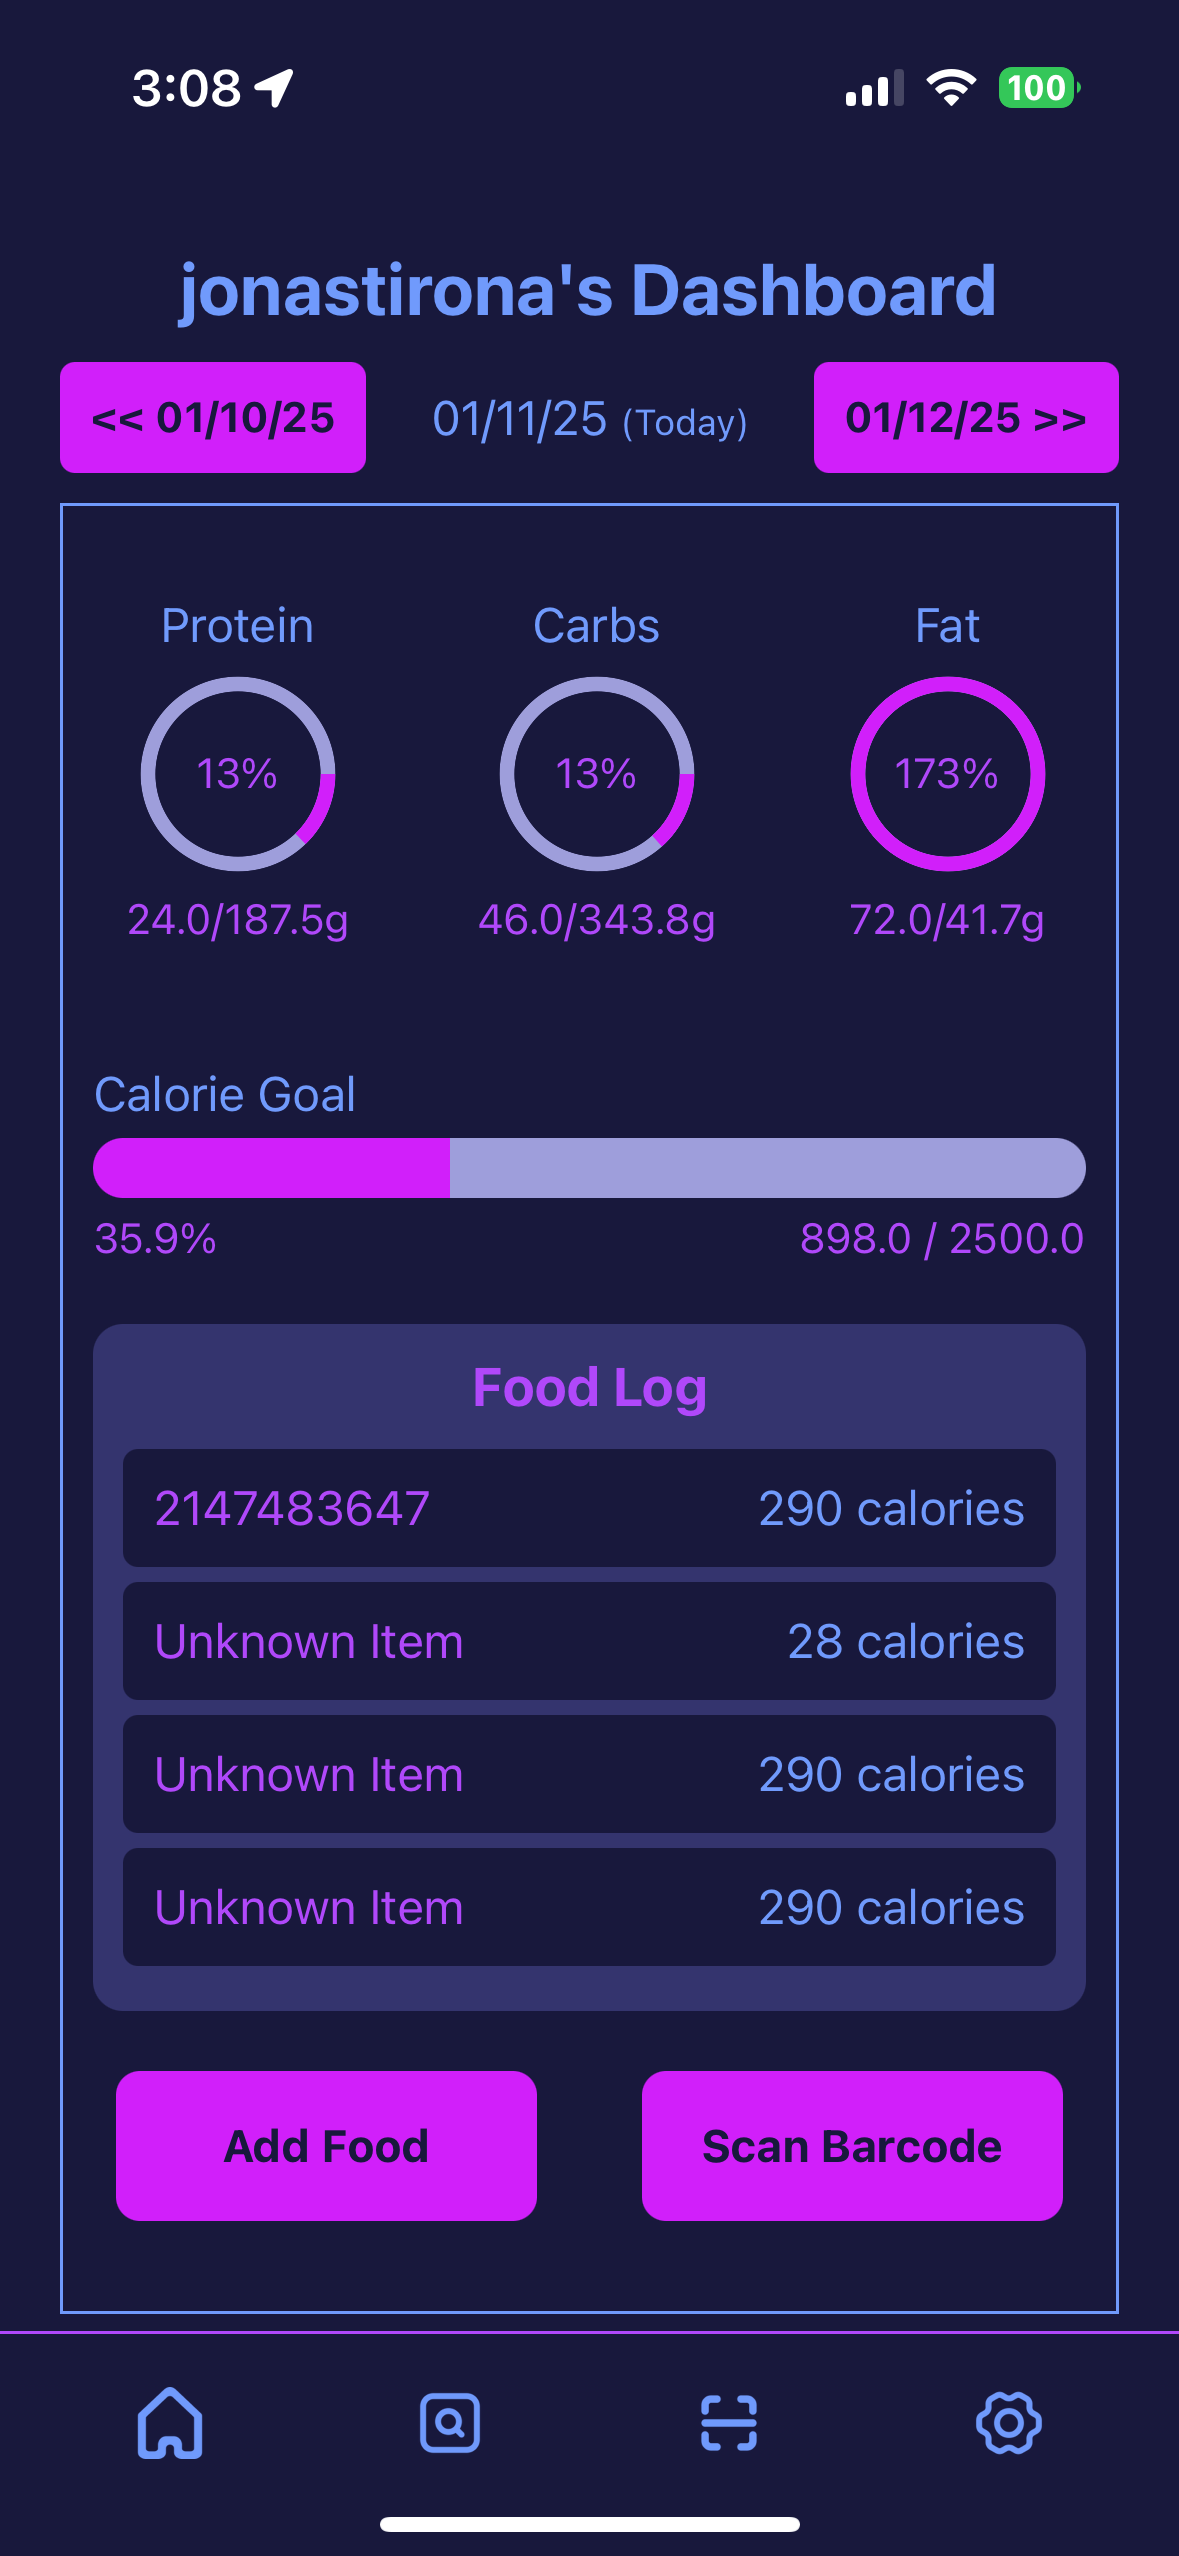 3:08
100
jonastirona's Dashboard
<< 01/10/25 01/11/25 (Today) 01/12/25 >>
Protein Carbs Fat
13% 13% 173%
24.0/187.5g 46.0/343.8g 72.0/41.7g
Calorie Goal
35.9% 898.0 / 2500.0
Food Log
2147483647 290 calories
Unknown Item 28 calories
Unknown Item 290 calories
Unknown Item 290 calories
Add Food Scan Barcode